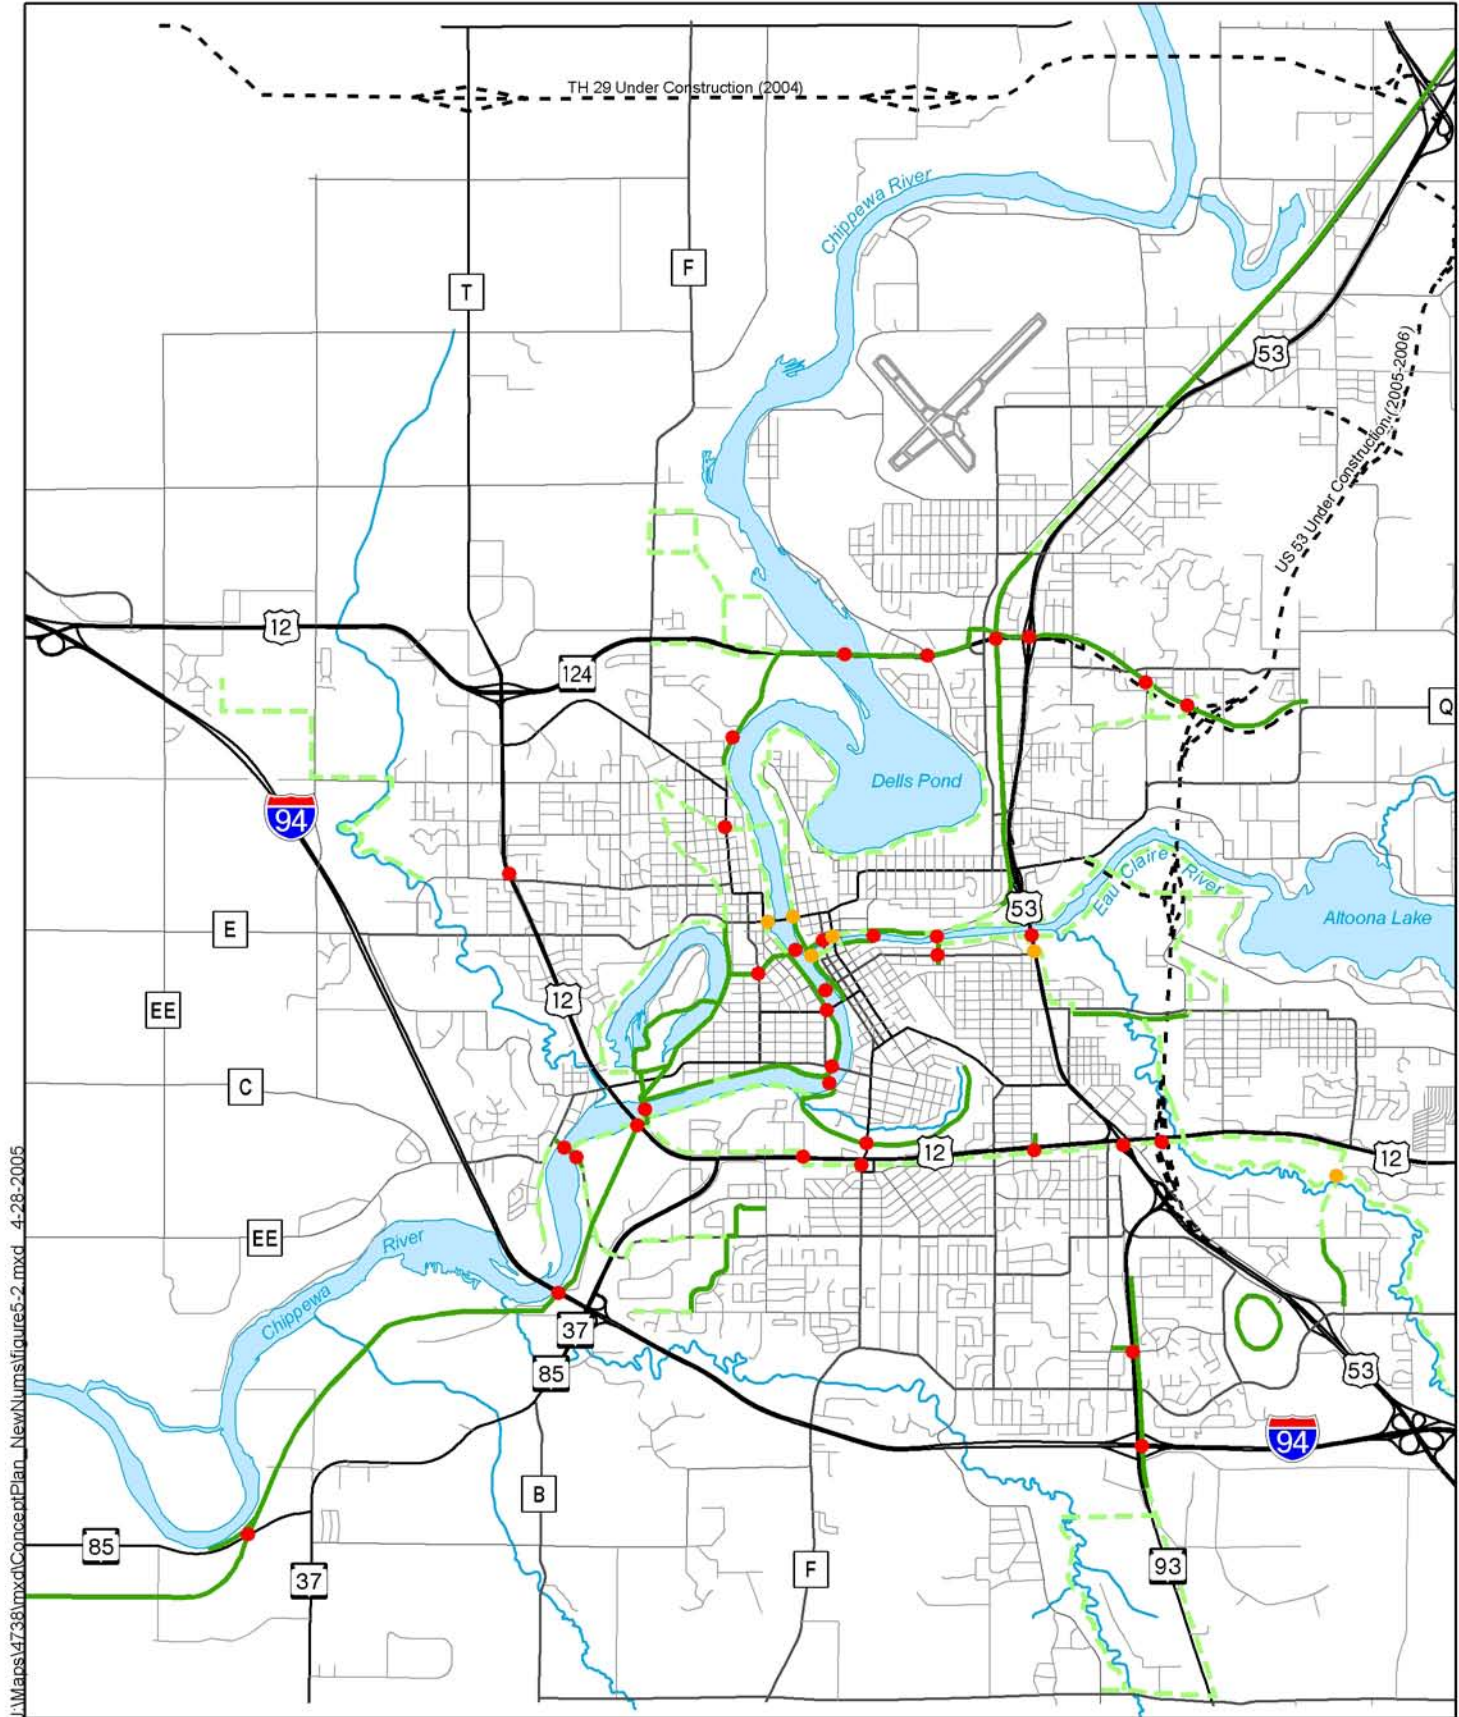 TH 29 Under Construction (2004)
Chippewa River
F
T
53
US 53 Under Construction (2005-2006)
12
124
Q
Dells Pond
94
Eau Claire River
53
Altoona Lake
E
12
EE
C
12
12
EE
River
Chippewa
37
85
53
94
B
85
93
F
37
I:\Maps\4738\mxd\ConceptPlan_NewNums\figure5-2.mxd 4-28-2005